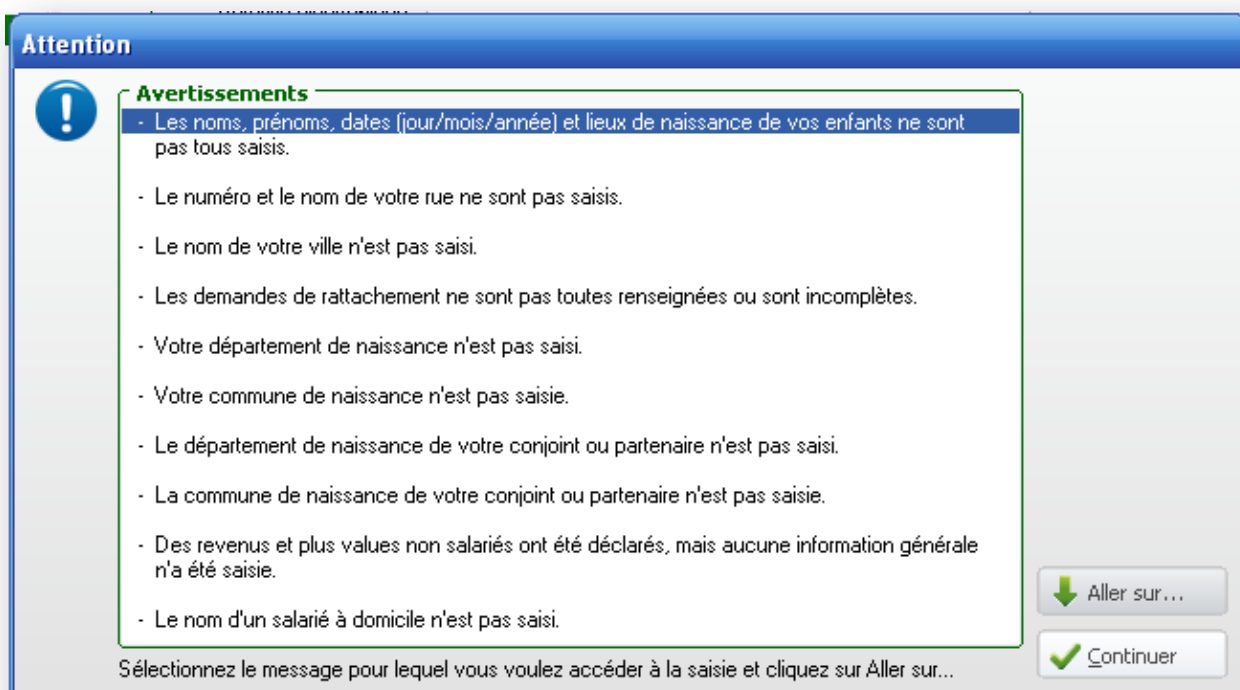 Attention
Avertissements
- Les noms, prénoms, dates (jour/mois/année) et lieux de naissance de vos enfants ne sont
pas tous saisis.
- Le numéro et le nom de votre rue ne sont pas saisis.
- Le nom de votre ville n'est pas saisi.
- Les demandes de rattachement ne sont pas toutes renseignées ou sont incomplètes.
- Votre département de naissance n'est pas saisi.
- Votre commune de naissance n'est pas saisie.
- Le département de naissance de votre conjoint ou partenaire n'est pas saisi.
- La commune de naissance de votre conjoint ou partenaire n'est pas saisie.
- Des revenus et plus values non salariés ont été déclarés, mais aucune information générale
n'a été saisie.
- Le nom d'un salarié à domicile n'est pas saisi.
Aller sur...
Continuer
Sélectionnez le message pour lequel vous voulez accéder à la saisie et cliquez sur Aller sur...